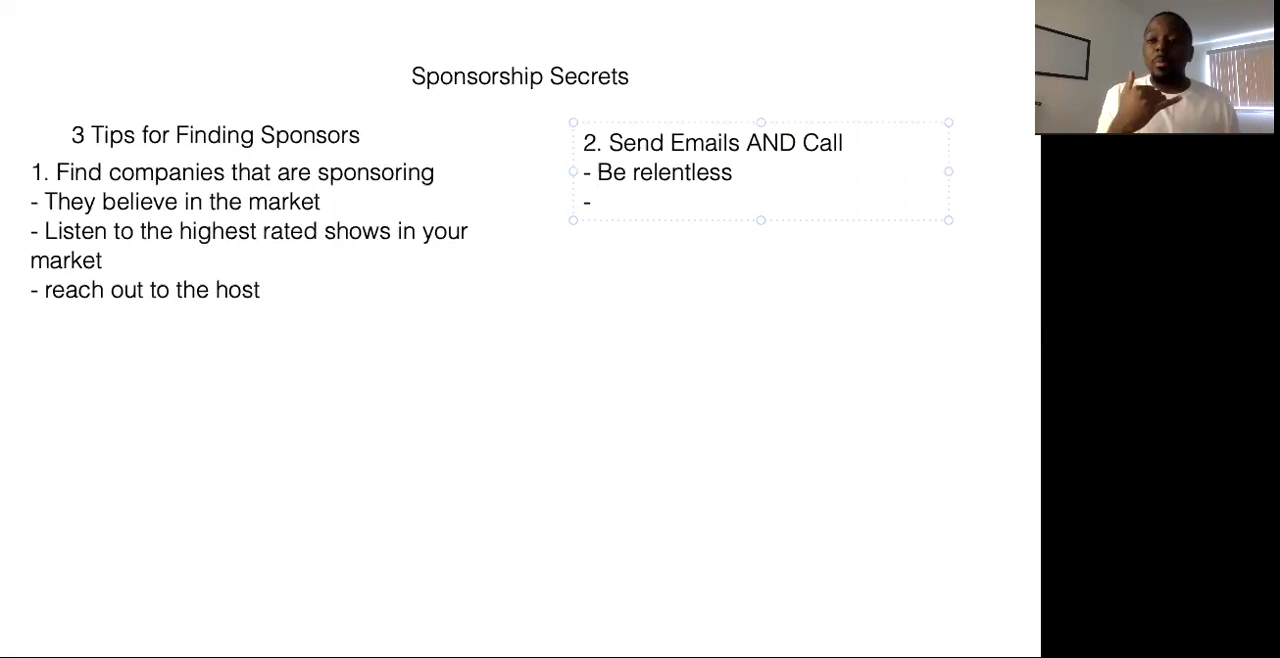 Sponsorship Secrets
3 Tips for Finding Sponsors
1. Find companies that are sponsoring
- They believe in the market
- Listen to the highest rated shows in your
market
- reach out to the host
2. Send Emails AND Call
- Be relentless
-